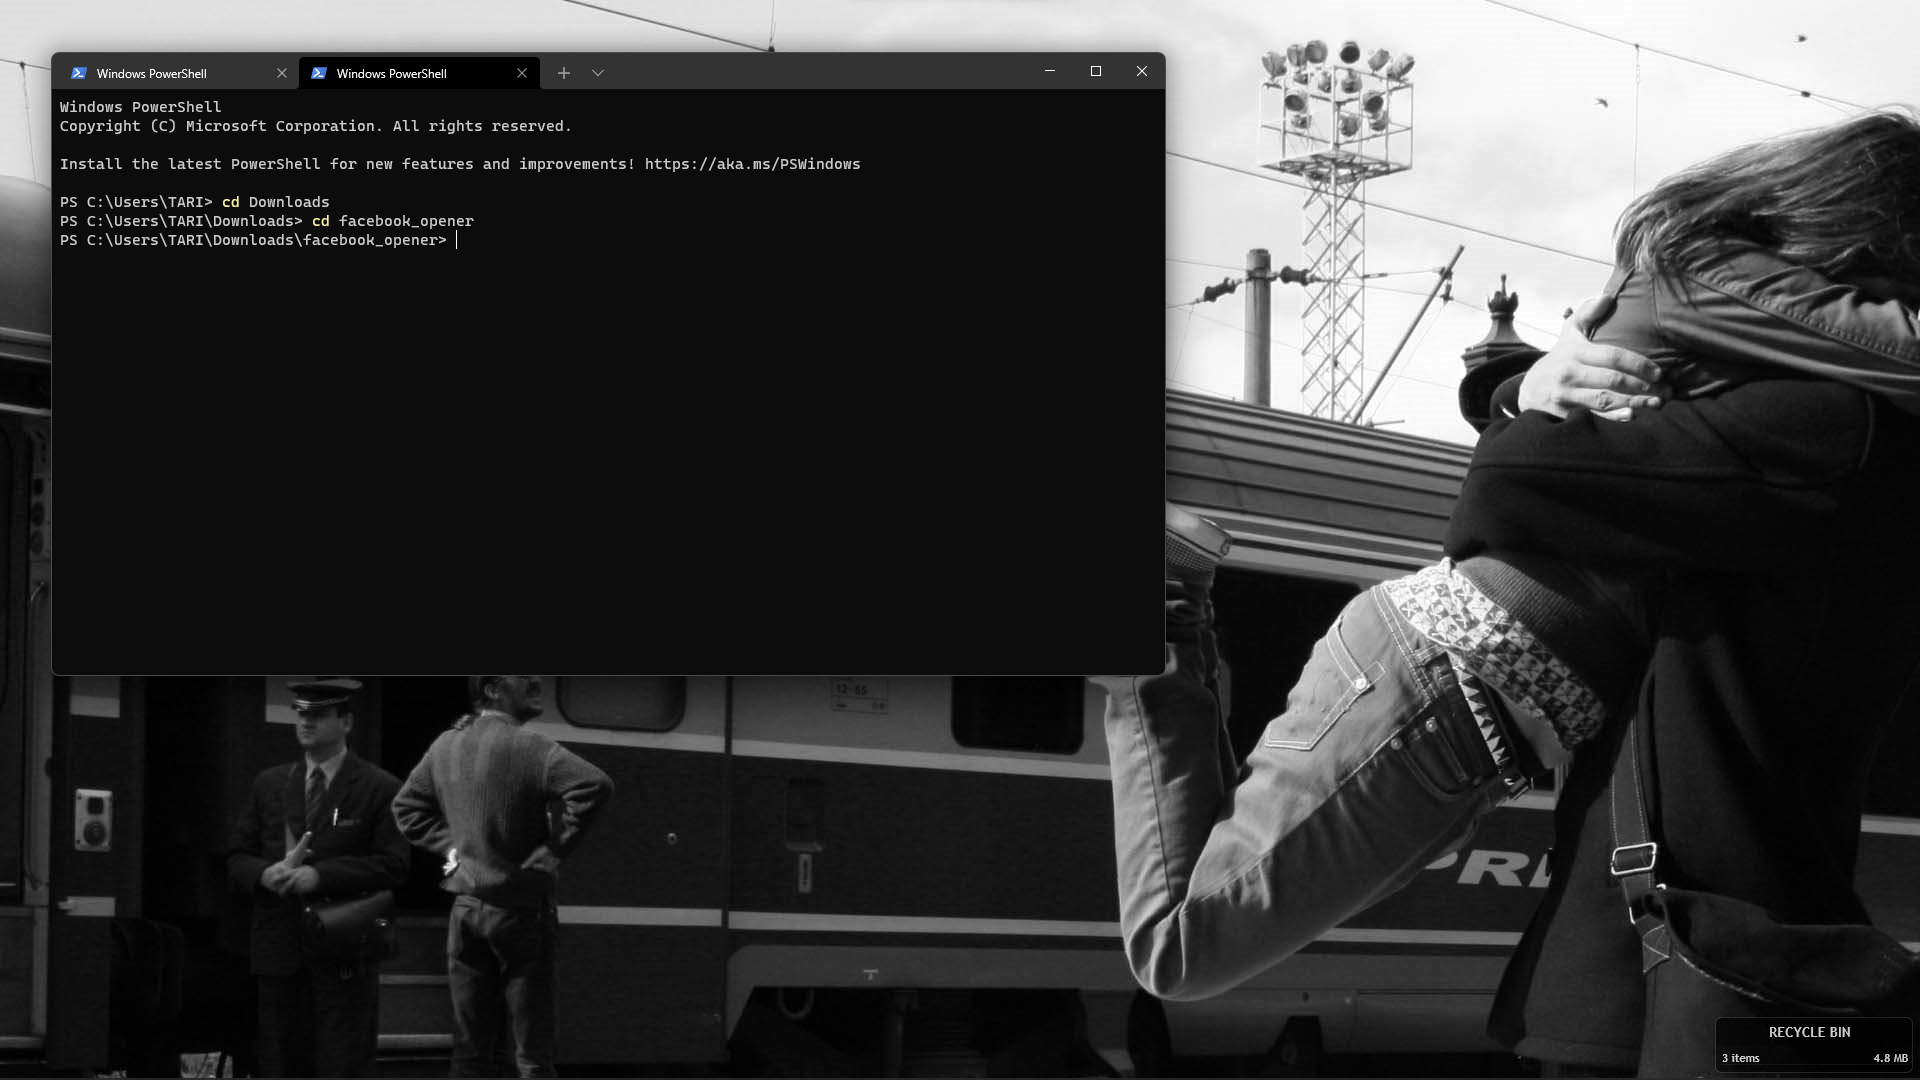 Windows PowerShell
Windows PowerShell
Windows PowerShell
Copyright (C) Microsoft Corporation. All rights reserved.
Install the latest PowerShell for new features and improvements! https://aka.ms/PSWindows
PS C:\Users\TARI> cd Downloads
PS C:\Users\TARI\Downloads> cd facebook_opener
PS C:\Users\TARI\Downloads\facebook_opener>
12-65
RECYCLE BIN
3 items
4.8 MB